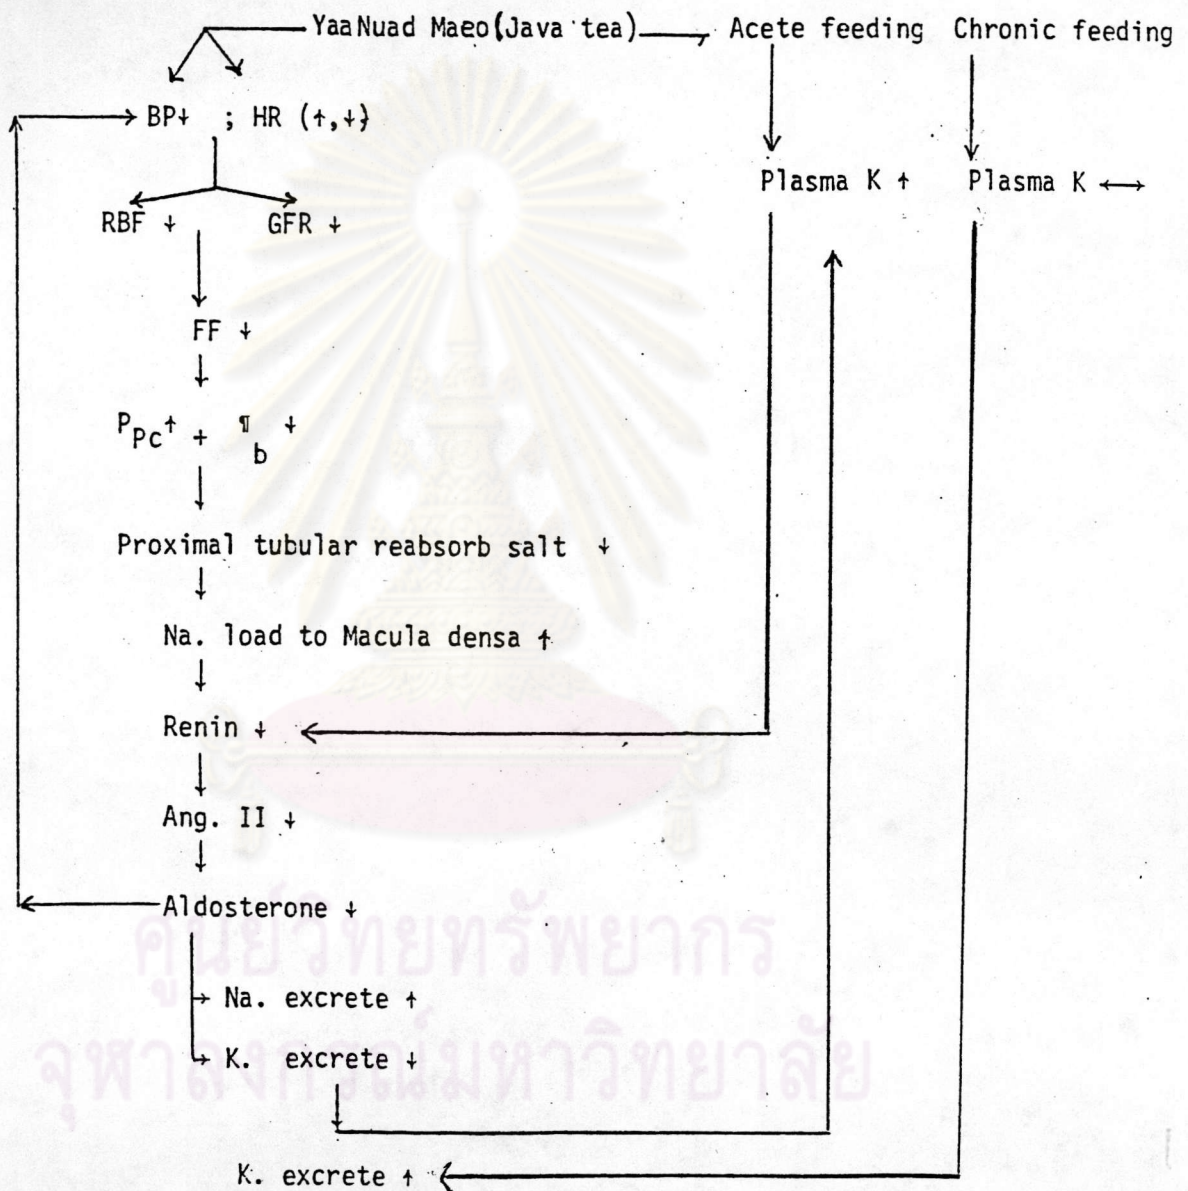 YaaNuad Maeo(Java tea) → Acete feeding Chronic feeding
BP↓ ; HR (↑,↓)
Plasma K ↑ Plasma K ↔
RBF ↓ GFR ↓
FF ↓
PPc↑ + ¶b ↓
Proximal tubular reabsorb salt ↓
Na. load to Macula densa ↑
Renin ↓
Ang. II ↓
Aldosterone ↓
Na. excrete ↑
K. excrete ↓
K. excrete ↑
ศูนย์วิทยทรัพยากร
จุฬาลงกรณ์มหาวิทยาลัย